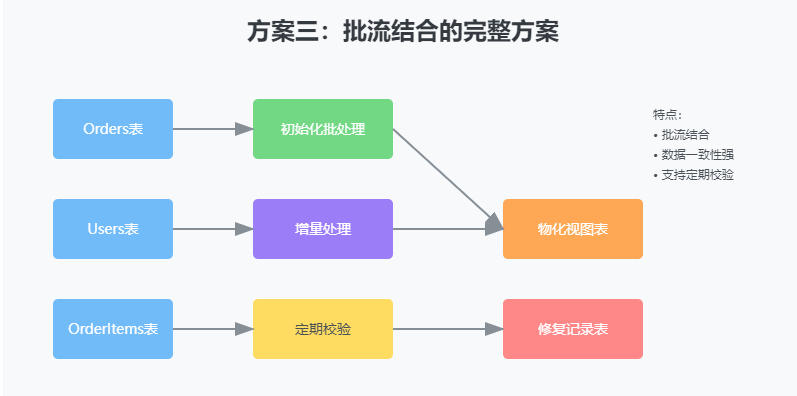 方案三：批流结合的完整方案
Orders表
初始化批处理
特点：
• 批流结合
• 数据一致性强
• 支持定期校验
Users表
增量处理
物化视图表
OrderItems表
定期校验
修复记录表